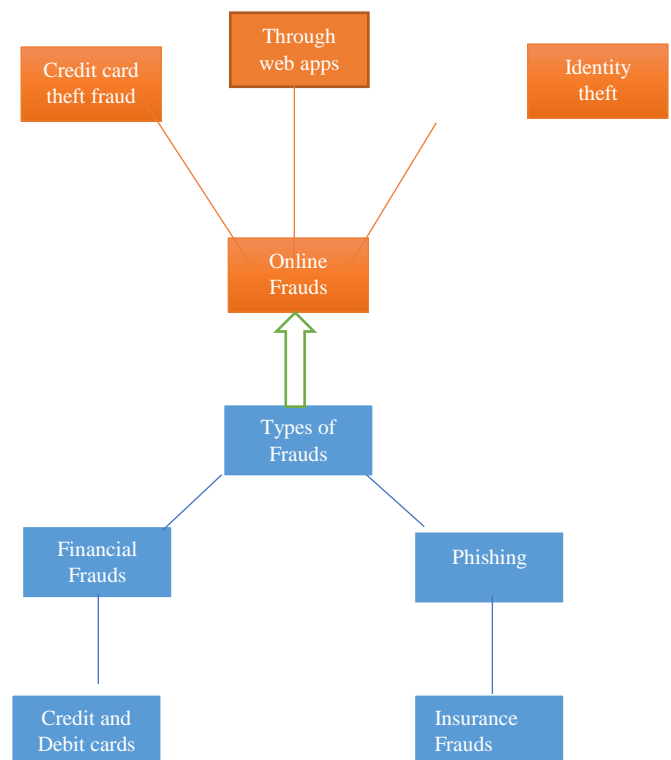 Credit card
theft fraud
Through
web apps
Identity
theft
Online
Frauds
Types of
Frauds
Financial
Frauds
Phishing
Credit and
Debit cards
Insurance
Frauds